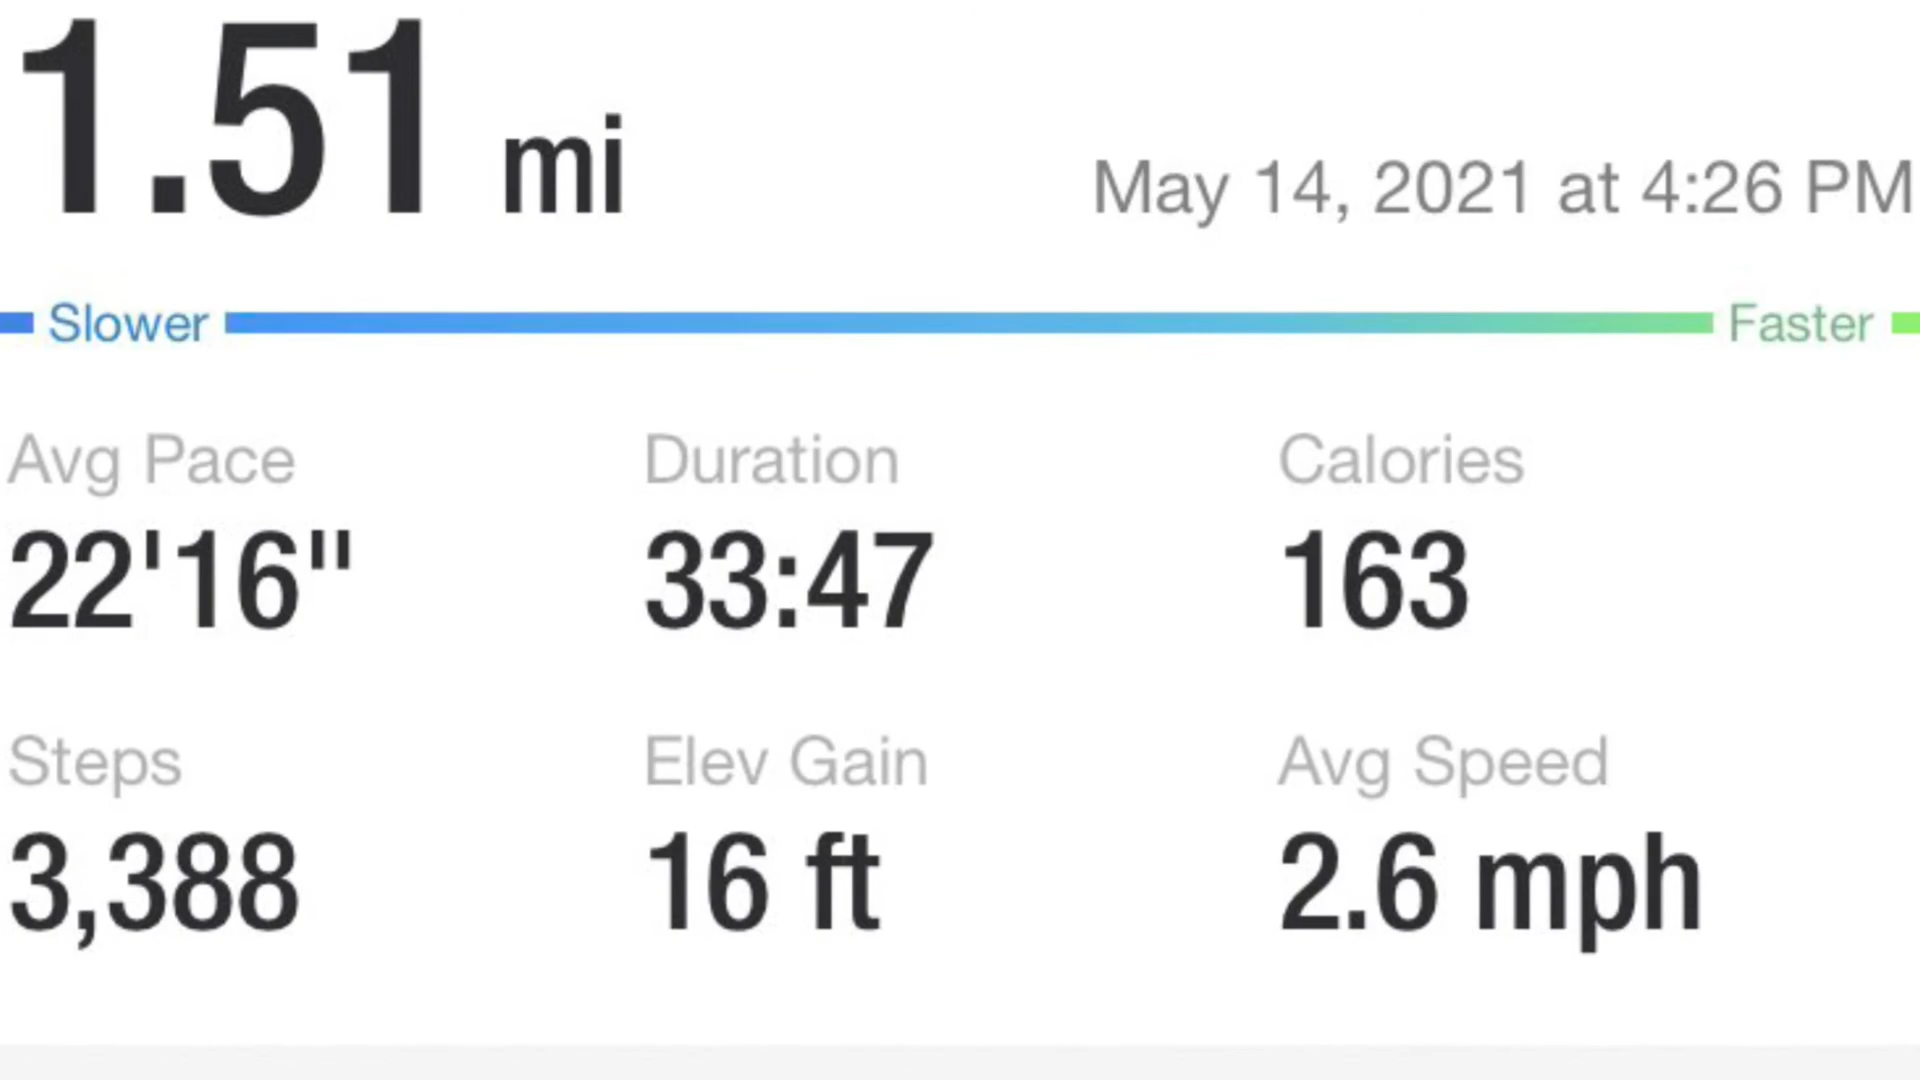 1.51 mi
May 14, 2021 at 4:26 PM
Slower
Faster
Avg Pace
Duration
Calories
22'16"
33:47
163
Steps
Elev Gain
Avg Speed
3,388
16 ft
2.6 mph